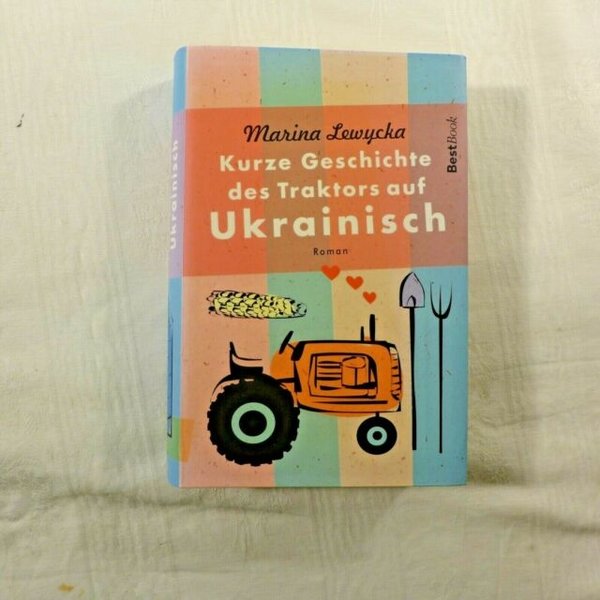 Marina Lewycka
Kurze Geschichte
des Traktors auf
Ukrainisch
Roman
BestBook
Ukrainisch